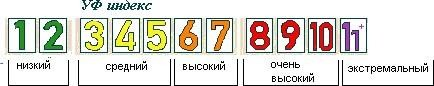 УФ индекс
1 2 3 4 5 6 7 8 9 10 11+
низкий средний высокий очень экстремальный
высокий